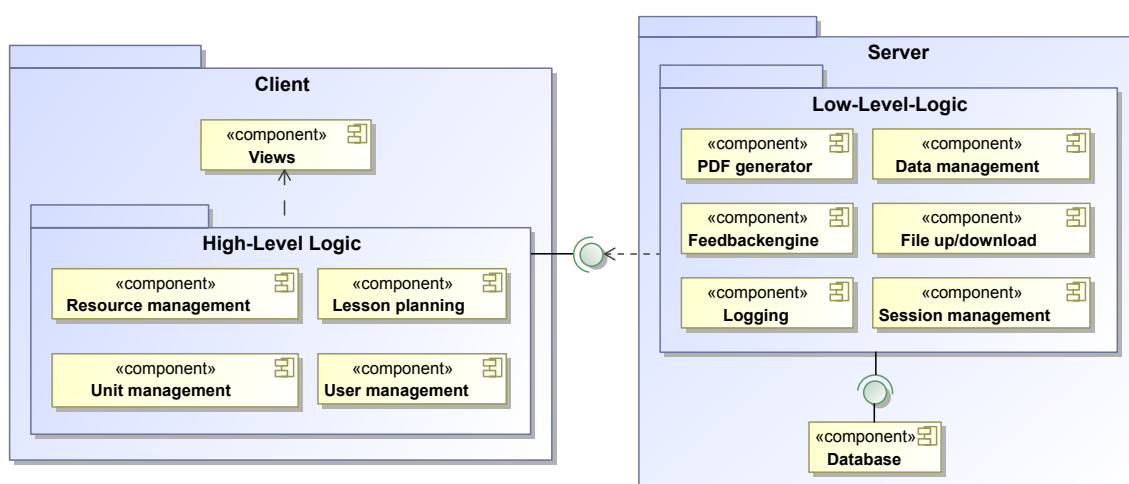 Client
«component»
Views
High-Level Logic
«component»
Resource management
«component»
Lesson planning
«component»
Unit management
«component»
User management
Server
Low-Level-Logic
«component»
PDF generator
«component»
Data management
«component»
Feedbackengine
«component»
File up/download
«component»
Logging
«component»
Session management
«component»
Database